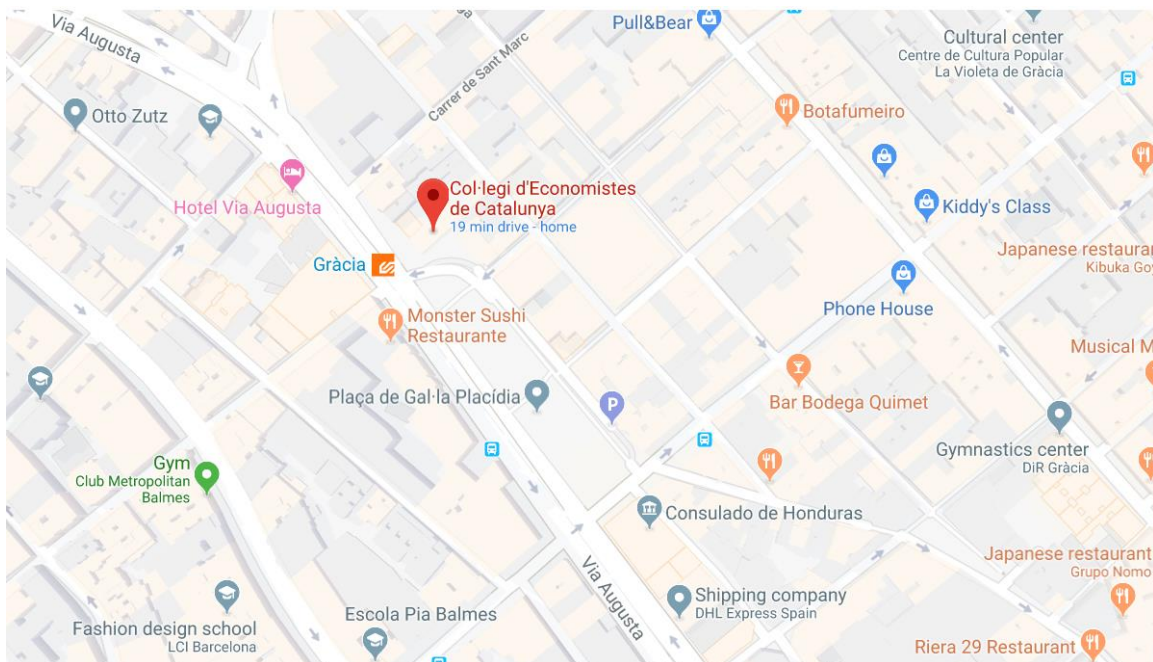 Via Augusta
Pull&Bear
Cultural center
Centre de Cultura Popular
La Violeta de Gràcia
Otto Zutz
Carrer de Sant Marc
Botafumeiro
Hotel Via Augusta
Col·legi d'Economistes
de Catalunya
19 min drive - home
Kiddy's Class
Gràcia
Japanese restaurant
Kibuka Goy
Phone House
Monster Sushi
Restaurante
Musical M
Plaça de Gal·la Placídia
P
Bar Bodega Quimet
Gymnastics center
DiR Gràcia
Gym
Club Metropolitan
Balmes
Consulado de Honduras
Via Augusta
Japanese restaurant
Grupo Nomo
Shipping company
DHL Express Spain
Escola Pia Balmes
Fashion design school
LCI Barcelona
Riera 29 Restaurant